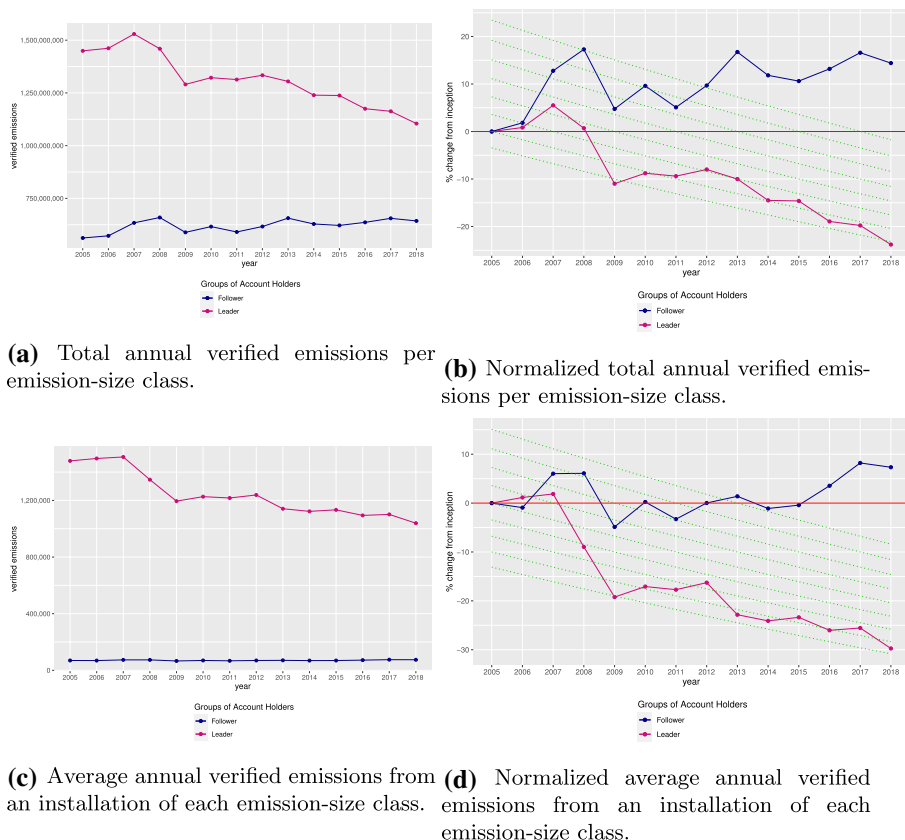 1,500,000,000
1,250,000,000
1,000,000,000
750,000,000
verified emissions
2005 2006 2007 2008 2009 2010 2011 2012 2013 2014 2015 2016 2017 2018
year
Groups of Account Holders
Follower
Leader
(a) Total annual verified emissions per
emission-size class.
20
10
0
−10
−20
% change from inception
2005 2006 2007 2008 2009 2010 2011 2012 2013 2014 2015 2016 2017 2018
year
Groups of Account Holders
Follower
Leader
(b) Normalized total annual verified emis-
sions per emission-size class.
1,200,000
800,000
400,000
0
verified emissions
2005 2006 2007 2008 2009 2010 2011 2012 2013 2014 2015 2016 2017 2018
year
Groups of Account Holders
Follower
Leader
(c) Average annual verified emissions from
an installation of each emission-size class.
10
0
−10
−20
−30
% change from inception
2005 2006 2007 2008 2009 2010 2011 2012 2013 2014 2015 2016 2017 2018
year
Groups of Account Holders
Follower
Leader
(d) Normalized average annual verified
emissions from an installation of each
emission-size class.